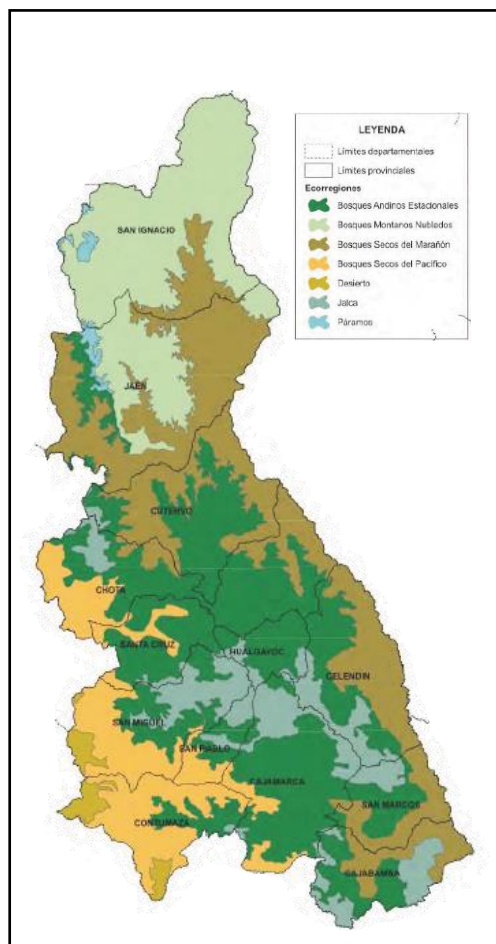 LEYENDA
Límites departamentales
Límites provinciales
Ecorregiones
Bosques Andinos Estacionales
Bosques Montanos Nublados
Bosques Secos del Marañón
Bosques Secos del Pacífico
Desierto
Jalca
Páramos
SAN IGNACIO
JAÉN
CUTERVO
CHOTA
SANTA CRUZ
HUALGAYOC
CELENDIN
SAN MIGUEL
SAN PABLO
CAJAMARCA
SAN MARCOS
CONTUMAZA
CAJABAMBA